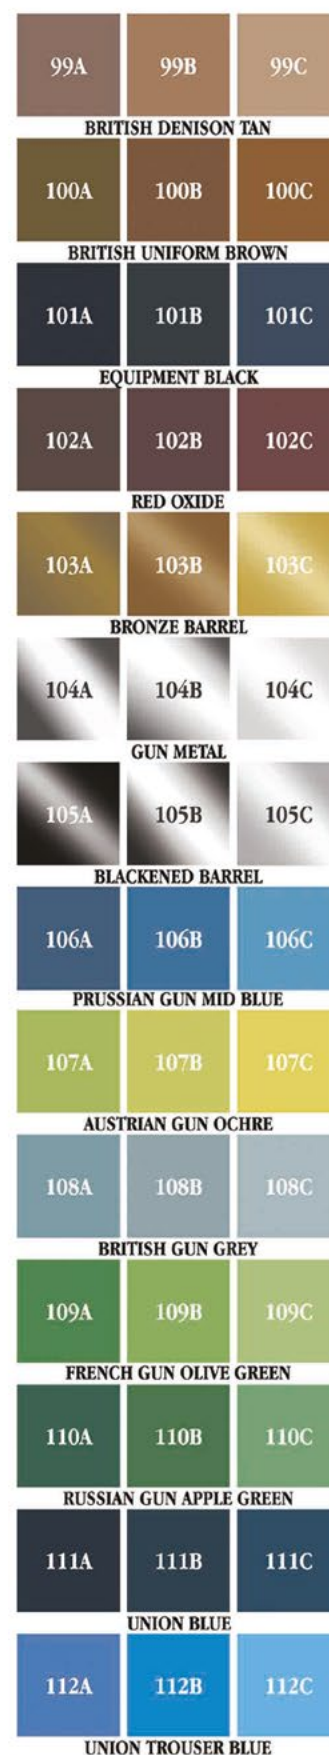 99A 99B 99C
BRITISH DENISON TAN
100A 100B 100C
BRITISH UNIFORM BROWN
101A 101B 101C
EQUIPMENT BLACK
102A 102B 102C
RED OXIDE
103A 103B 103C
BRONZE BARREL
104A 104B 104C
GUN METAL
105A 105B 105C
BLACKENED BARREL
106A 106B 106C
PRUSSIAN GUN MID BLUE
107A 107B 107C
AUSTRIAN GUN OCHRE
108A 108B 108C
BRITISH GUN GREY
109A 109B 109C
FRENCH GUN OLIVE GREEN
110A 110B 110C
RUSSIAN GUN APPLE GREEN
111A 111B 111C
UNION BLUE
112A 112B 112C
UNION TROUSER BLUE